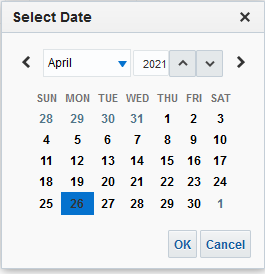 Select Date
April 2021
SUN MON TUE WED THU FRI SAT
28 29 30 31 1 2 3
4 5 6 7 8 9 10
11 12 13 14 15 16 17
18 19 20 21 22 23 24
25 26 27 28 29 30 1
OK Cancel